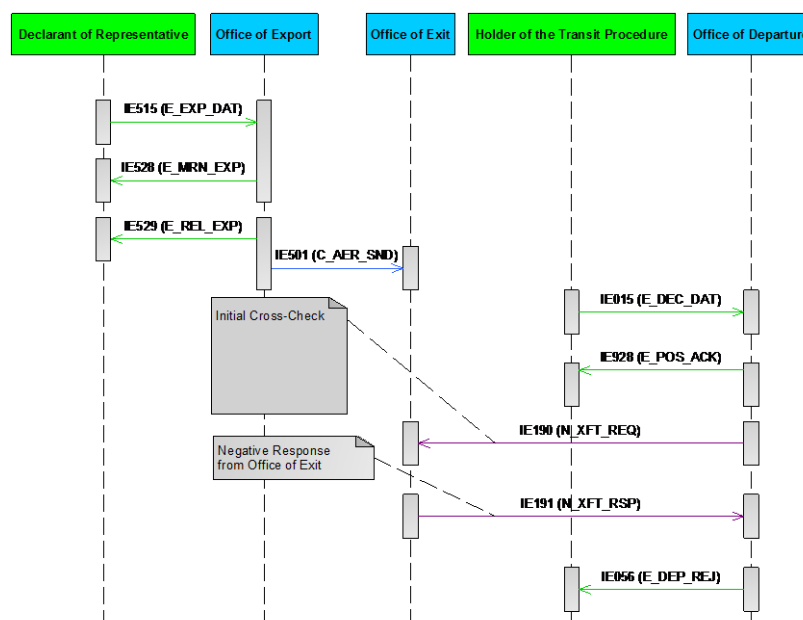 Declarant of Representative
Office of Export
Office of Exit
Holder of the Transit Procedure
Office of Departure
IE515 (E_EXP_DAT)
IE528 (E_MRN_EXP)
IE529 (E_REL_EXP)
IE501 (C_AER_SND)
IE015 (E_DEC_DAT)
Initial Cross-Check
IE928 (E_POS_ACK)
IE190 (N_XFT_REQ)
Negative Response
from Office of Exit
IE191 (N_XFT_RSP)
IE056 (E_DEP_REJ)